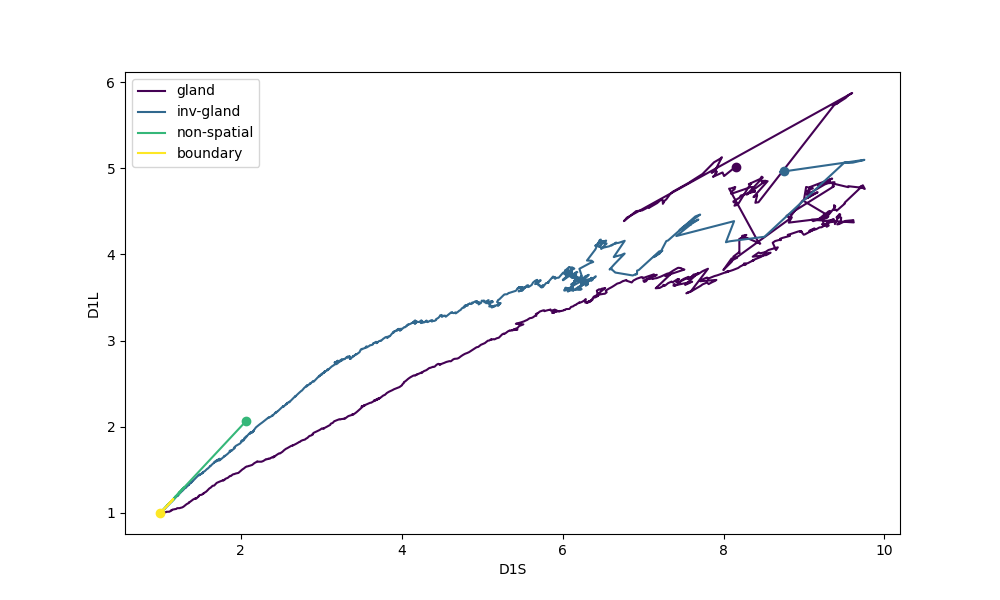 gland
inv-gland
non-spatial
boundary
6
5
4
3
2
1
D1L
2
4
6
8
10
D1S